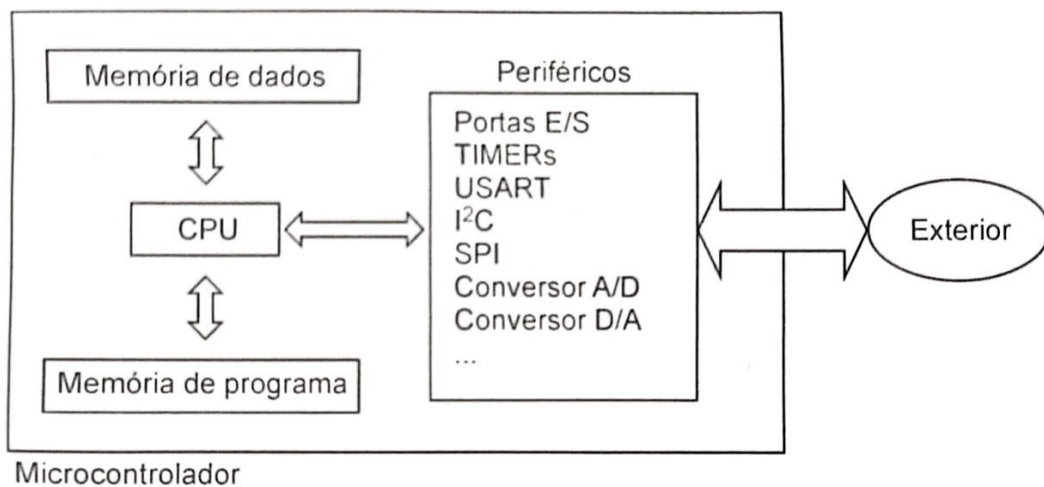 Memória de dados
CPU
Memória de programa
Periféricos
Portas E/S
TIMERs
USART
I²C
SPI
Conversor A/D
Conversor D/A
...
Exterior
Microcontrolador